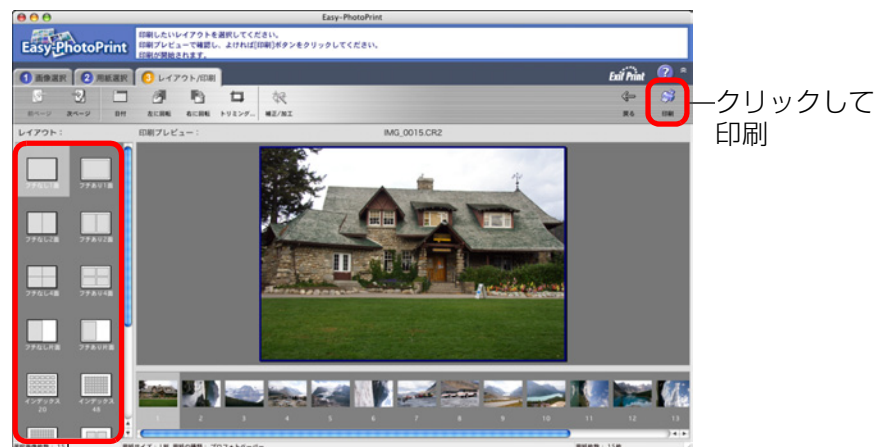 Easy-PhotoPrint
Easy-PhotoPrint
印刷したいレイアウトを選択してください。
印刷プレビューで確認し、よければ[印刷]ボタンをクリックしてください。
印刷が開始されます。
1 画像選択 2 用紙選択 3 レイアウト/印刷
Exif Print
?
前ページ 次ページ 日付 左に回転 右に回転 トリミング... 補正/加工 戻る 印刷
クリックして
印刷
レイアウト：
印刷プレビュー：
IMG_0015.CR2
フチなし1面 フチあり1面
フチなし2面 フチあり2面
フチなし4面 フチあり4面
フチなし8面 フチあり8面
インデックス
20
インデックス
1 2 3 4 5 6 7 8 9 10 11 12 13